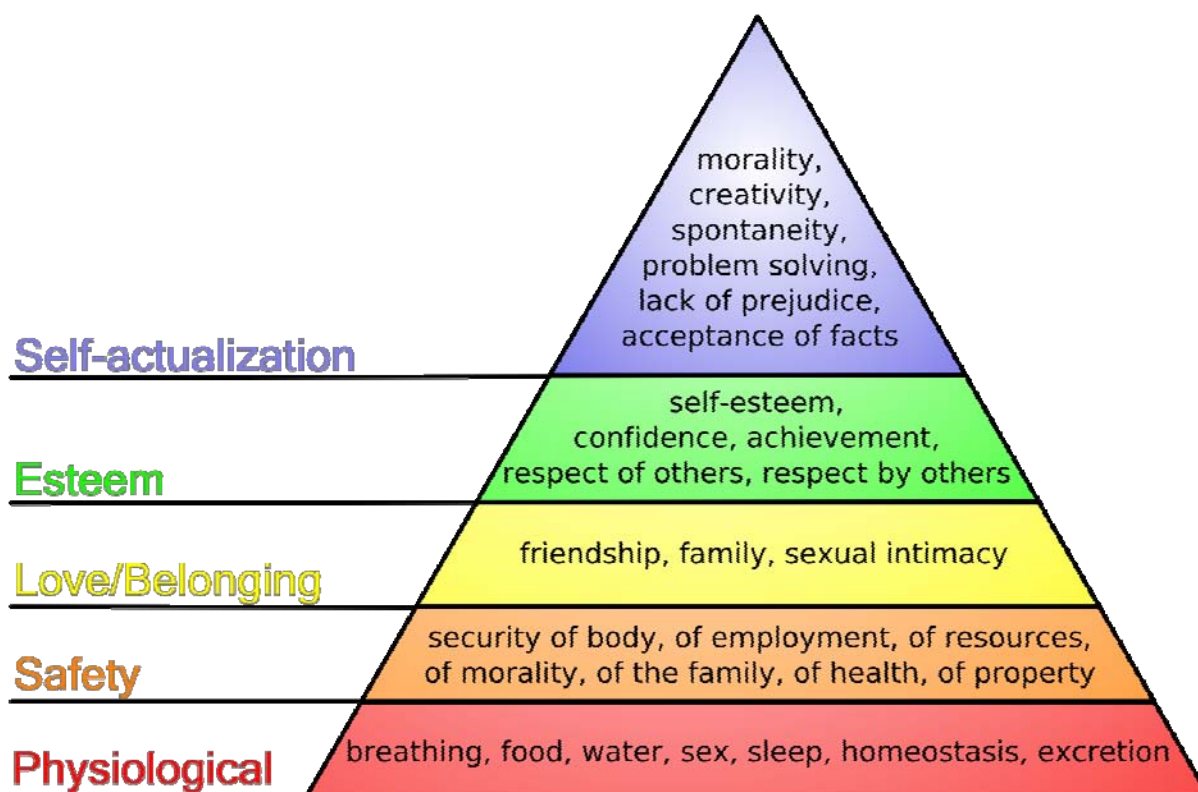 morality,
creativity,
spontaneity,
problem solving,
lack of prejudice,
acceptance of facts
Self-actualization
self-esteem,
confidence, achievement,
respect of others, respect by others
Esteem
friendship, family, sexual intimacy
Love/Belonging
security of body, of employment, of resources,
of morality, of the family, of health, of property
Safety
breathing, food, water, sex, sleep, homeostasis, excretion
Physiological